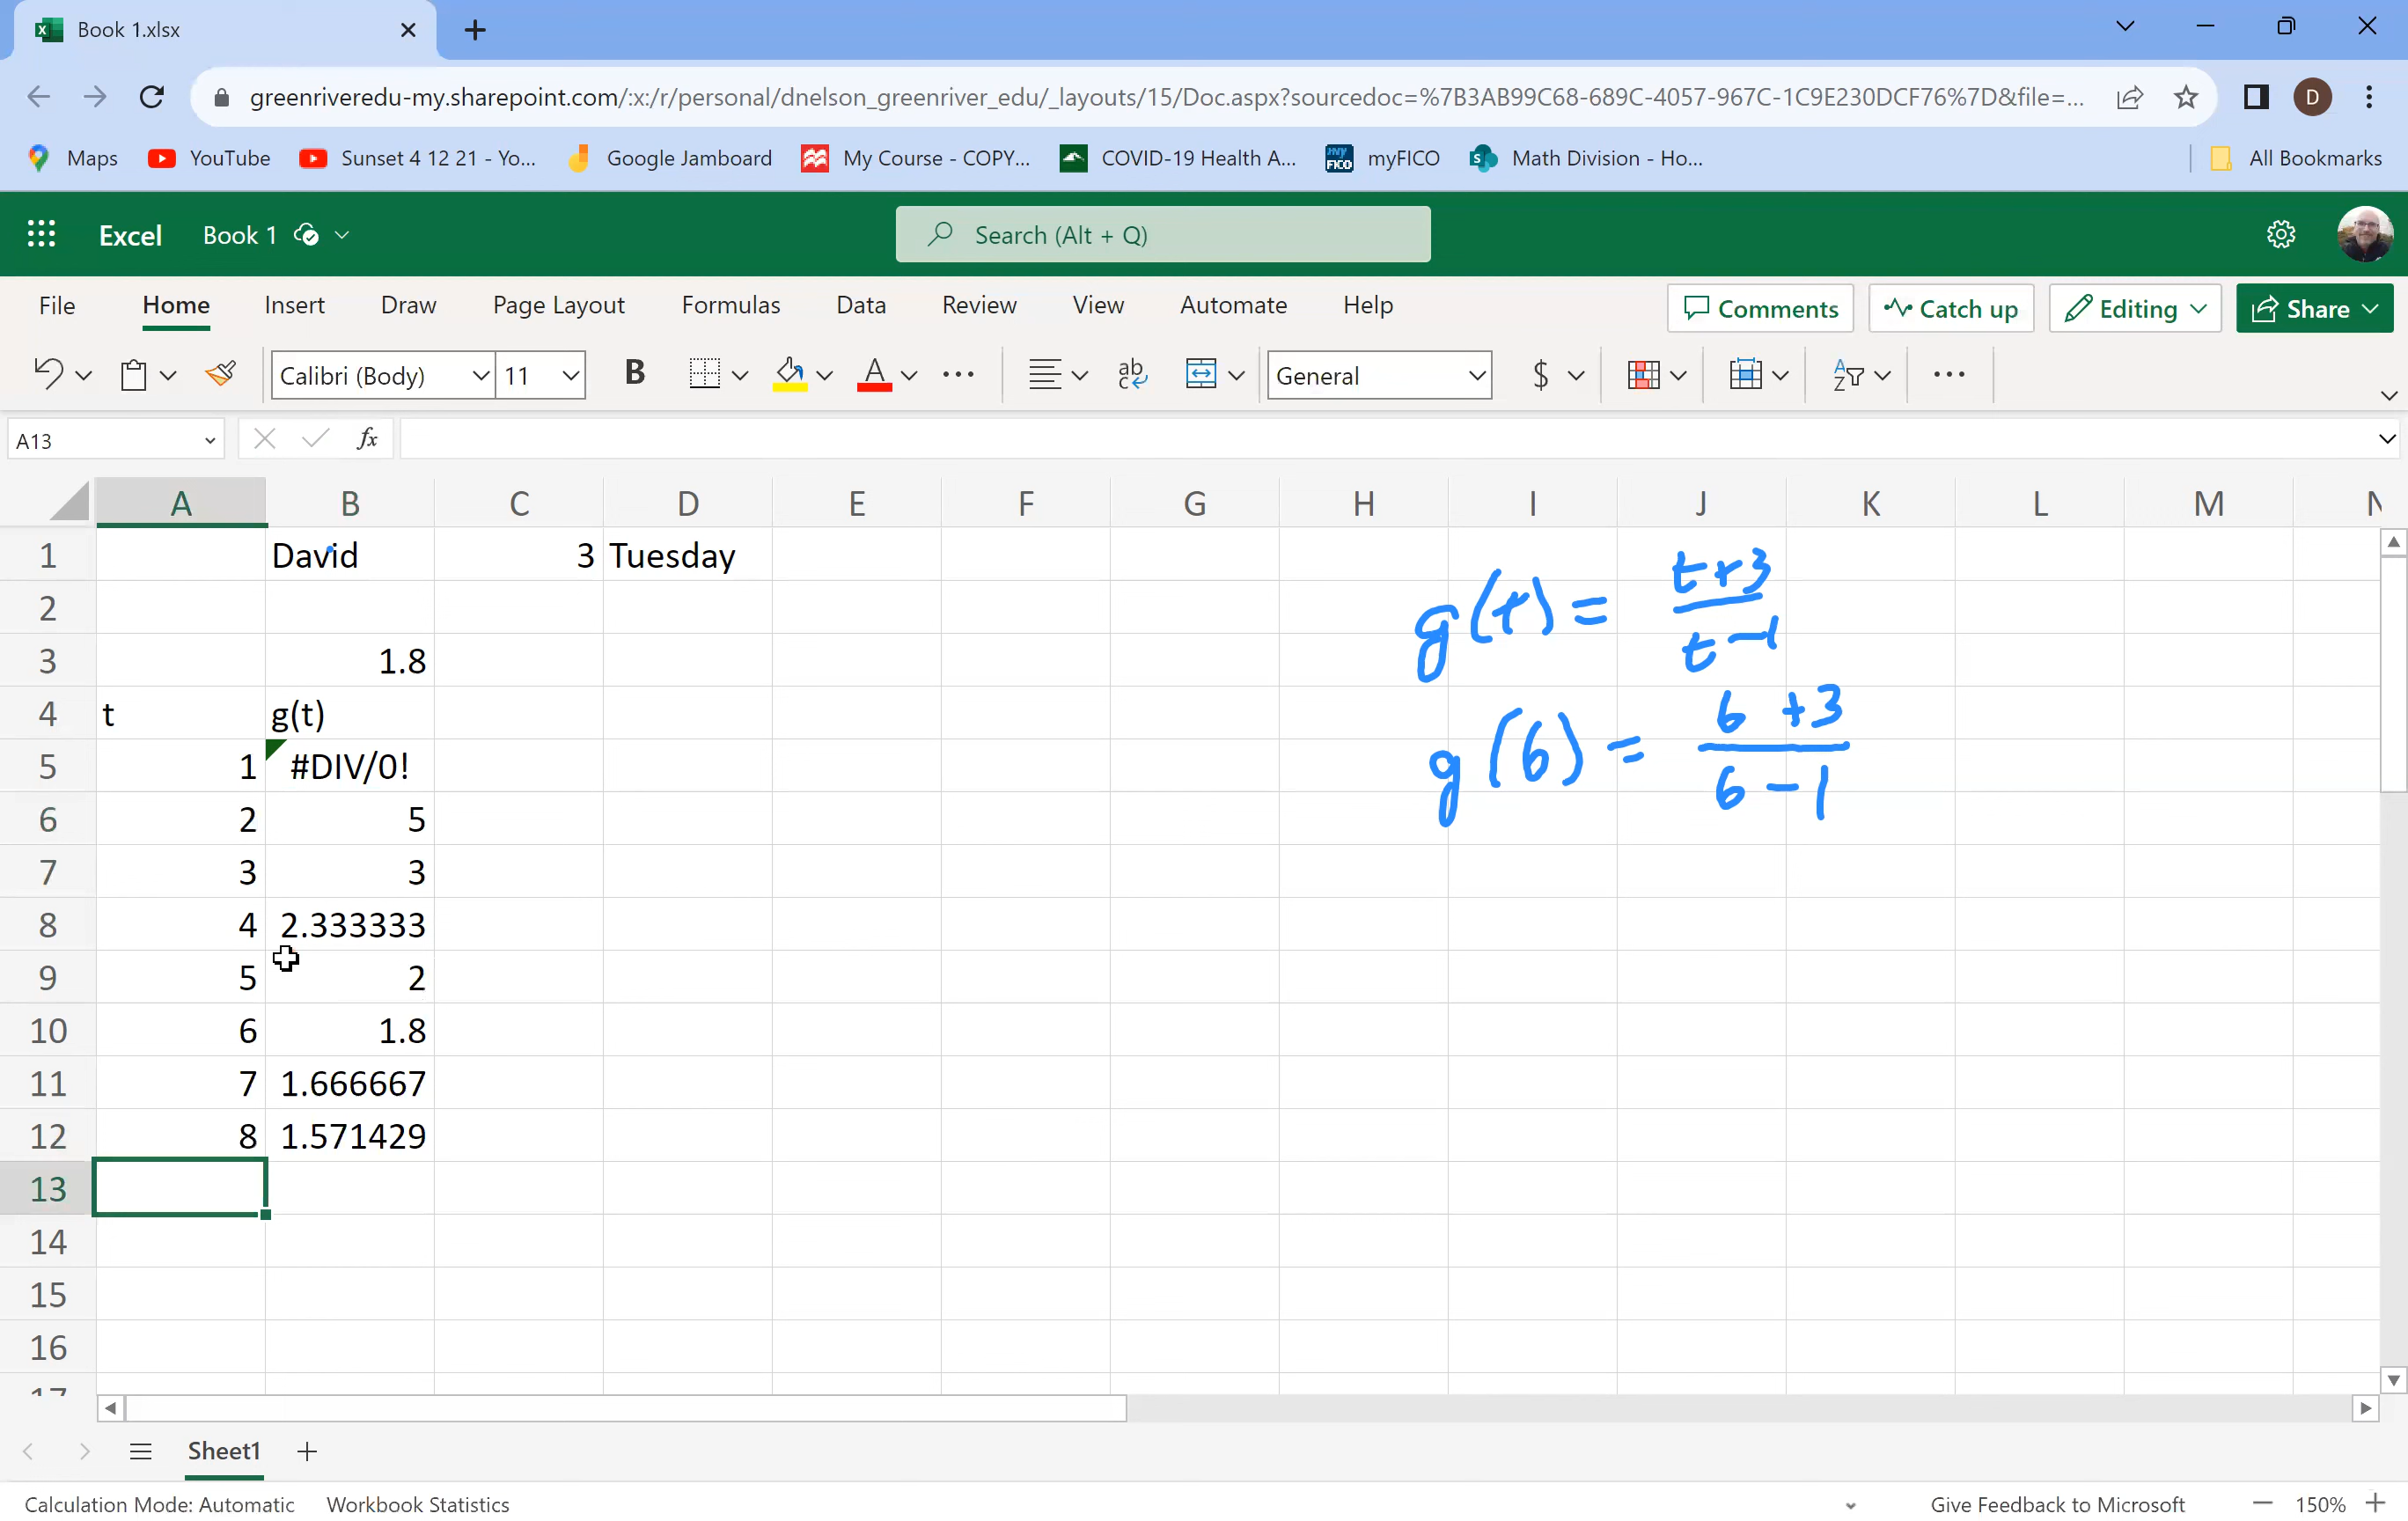 Book 1.xlsx
greenriveredu-my.sharepoint.com/:x:/r/personal/dnelson_greenriver_edu/_layouts/15/Doc.aspx?sourcedoc=%7B3AB99C68-689C-4057-967C-1C9E230DCF76%7D&file=... D
Maps YouTube Sunset 4 12 21 - Yo... Google Jamboard My Course - COPY... COVID-19 Health A... myFICO Math Division - Ho... All Bookmarks
Excel Book 1 Search (Alt + Q)
File Home Insert Draw Page Layout Formulas Data Review View Automate Help Comments Catch up Editing Share
Calibri (Body) 11 B A ab c General $ A Z
A13 fx
A B C D E F G H I J K L M N
1 David 3 Tuesday
2
3 1.8
4 t g(t)
5 1 #DIV/0!
6 2 5
7 3 3
8 4 2.333333
9 5 2
10 6 1.8
11 7 1.666667
12 8 1.571429
13
14
15
16
17
g(t) = t+3
t-1
g(6) = 6+3
6-1
Sheet1
Calculation Mode: Automatic Workbook Statistics Give Feedback to Microsoft 150%